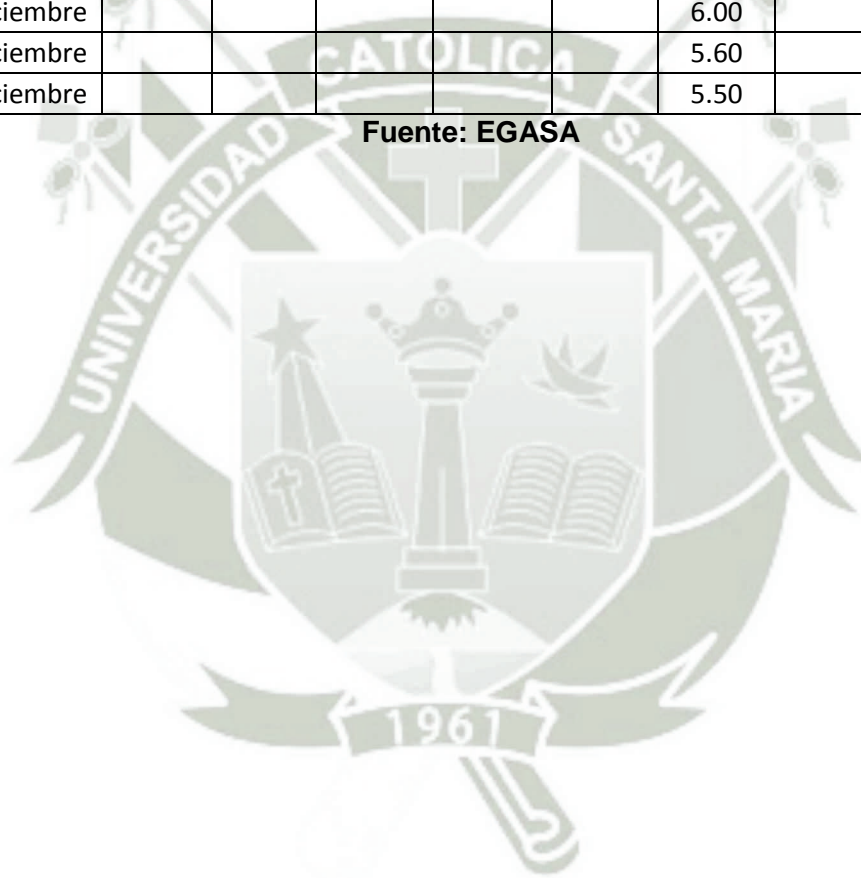 ciembre 6.00
ciembre 5.60
ciembre 5.50
Fuente: EGASA
UNIVERSIDAD CATOLICA SANTA MARIA
1961